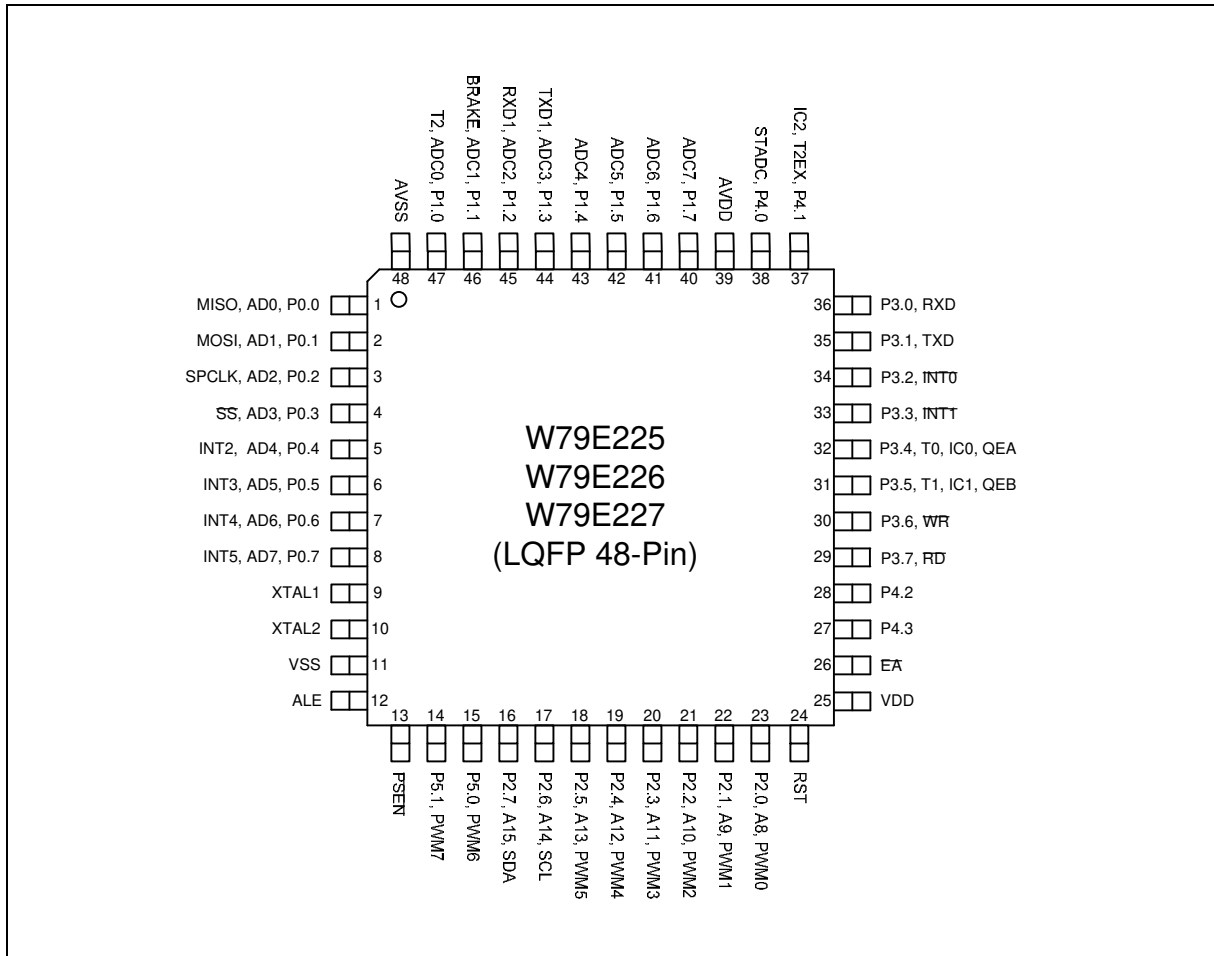 AVSS
T2, ADC0, P1.0
BRAKE, ADC1, P1.1
RXD1, ADC2, P1.2
TXD1, ADC3, P1.3
ADC4, P1.4
ADC5, P1.5
ADC6, P1.6
ADC7, P1.7
AVDD
STADC, P4.0
IC2, T2EX, P4.1
48
47
46
45
44
43
42
41
40
39
38
37
MISO, AD0, P0.0
1
MOSI, AD1, P0.1
2
SPCLK, AD2, P0.2
3
S̅S̅, AD3, P0.3
4
INT2, AD4, P0.4
5
INT3, AD5, P0.5
6
INT4, AD6, P0.6
7
INT5, AD7, P0.7
8
XTAL1
9
XTAL2
10
VSS
11
ALE
12
W79E225
W79E226
W79E227
(LQFP 48-Pin)
36
P3.0, RXD
35
P3.1, TXD
34
P3.2, I̅N̅T̅0̅
33
P3.3, I̅N̅T̅1̅
32
P3.4, T0, IC0, QEA
31
P3.5, T1, IC1, QEB
30
P3.6, W̅R̅
29
P3.7, R̅D̅
28
P4.2
27
P4.3
26
E̅A̅
25
VDD
13
14
15
16
17
18
19
20
21
22
23
24
P̅S̅E̅N̅
P5.1, PWM7
P5.0, PWM6
P2.7, A15, SDA
P2.6, A14, SCL
P2.5, A13, PWM5
P2.4, A12, PWM4
P2.3, A11, PWM3
P2.2, A10, PWM2
P2.1, A9, PWM1
P2.0, A8, PWM0
RST